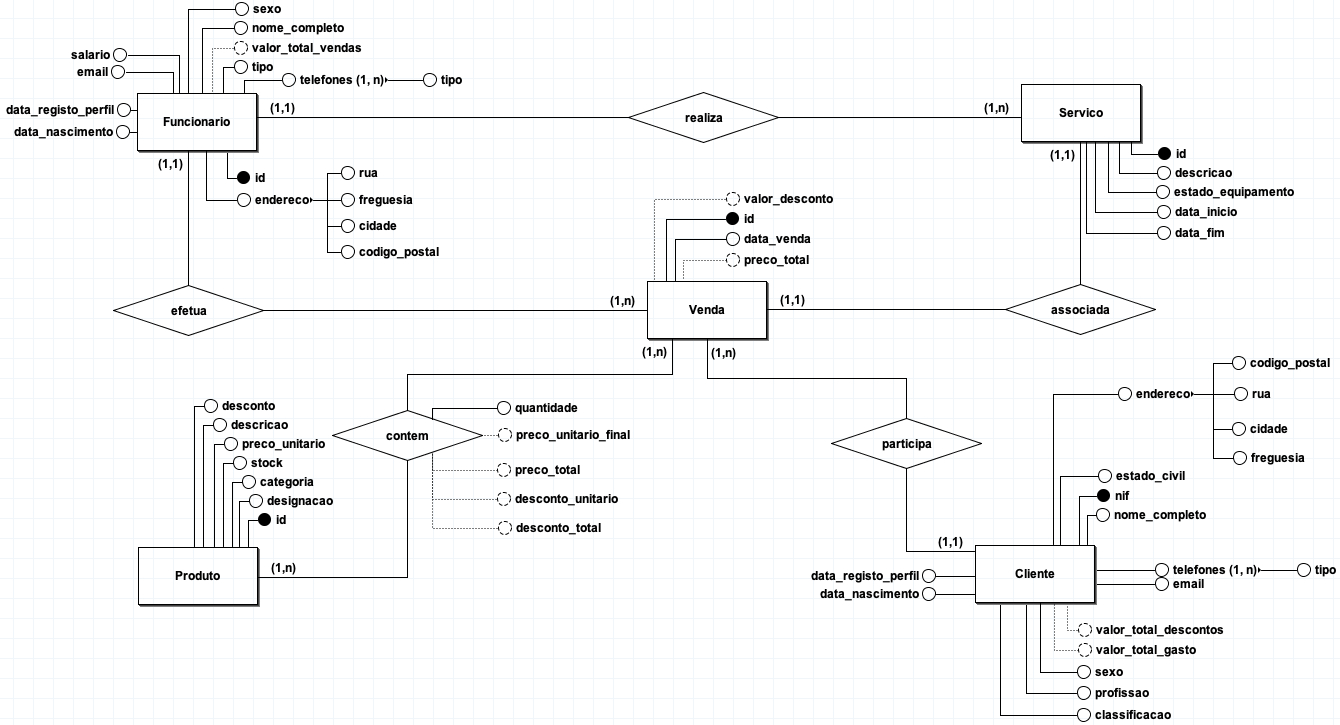 sexo
nome_completo
valor_total_vendas
salario
tipo
email
telefones (1, n)
tipo
data_registo_perfil
data_nascimento
Funcionario
(1,1)
realiza
(1,n)
Servico
(1,1)
(1,1)
id
descricao
estado_equipamento
data_inicio
data_fim
id
endereco
rua
freguesia
cidade
codigo_postal
valor_desconto
id
data_venda
preco_total
efetua
(1,n)
Venda
(1,1)
associada
(1,n)
(1,n)
codigo_postal
endereco
rua
cidade
freguesia
desconto
descricao
preco_unitario
stock
categoria
designacao
id
contem
quantidade
preco_unitario_final
preco_total
desconto_unitario
desconto_total
participa
estado_civil
nif
nome_completo
Produto
(1,n)
(1,1)
Cliente
data_registo_perfil
data_nascimento
telefones (1, n)
tipo
email
valor_total_descontos
valor_total_gasto
sexo
profissao
classificacao